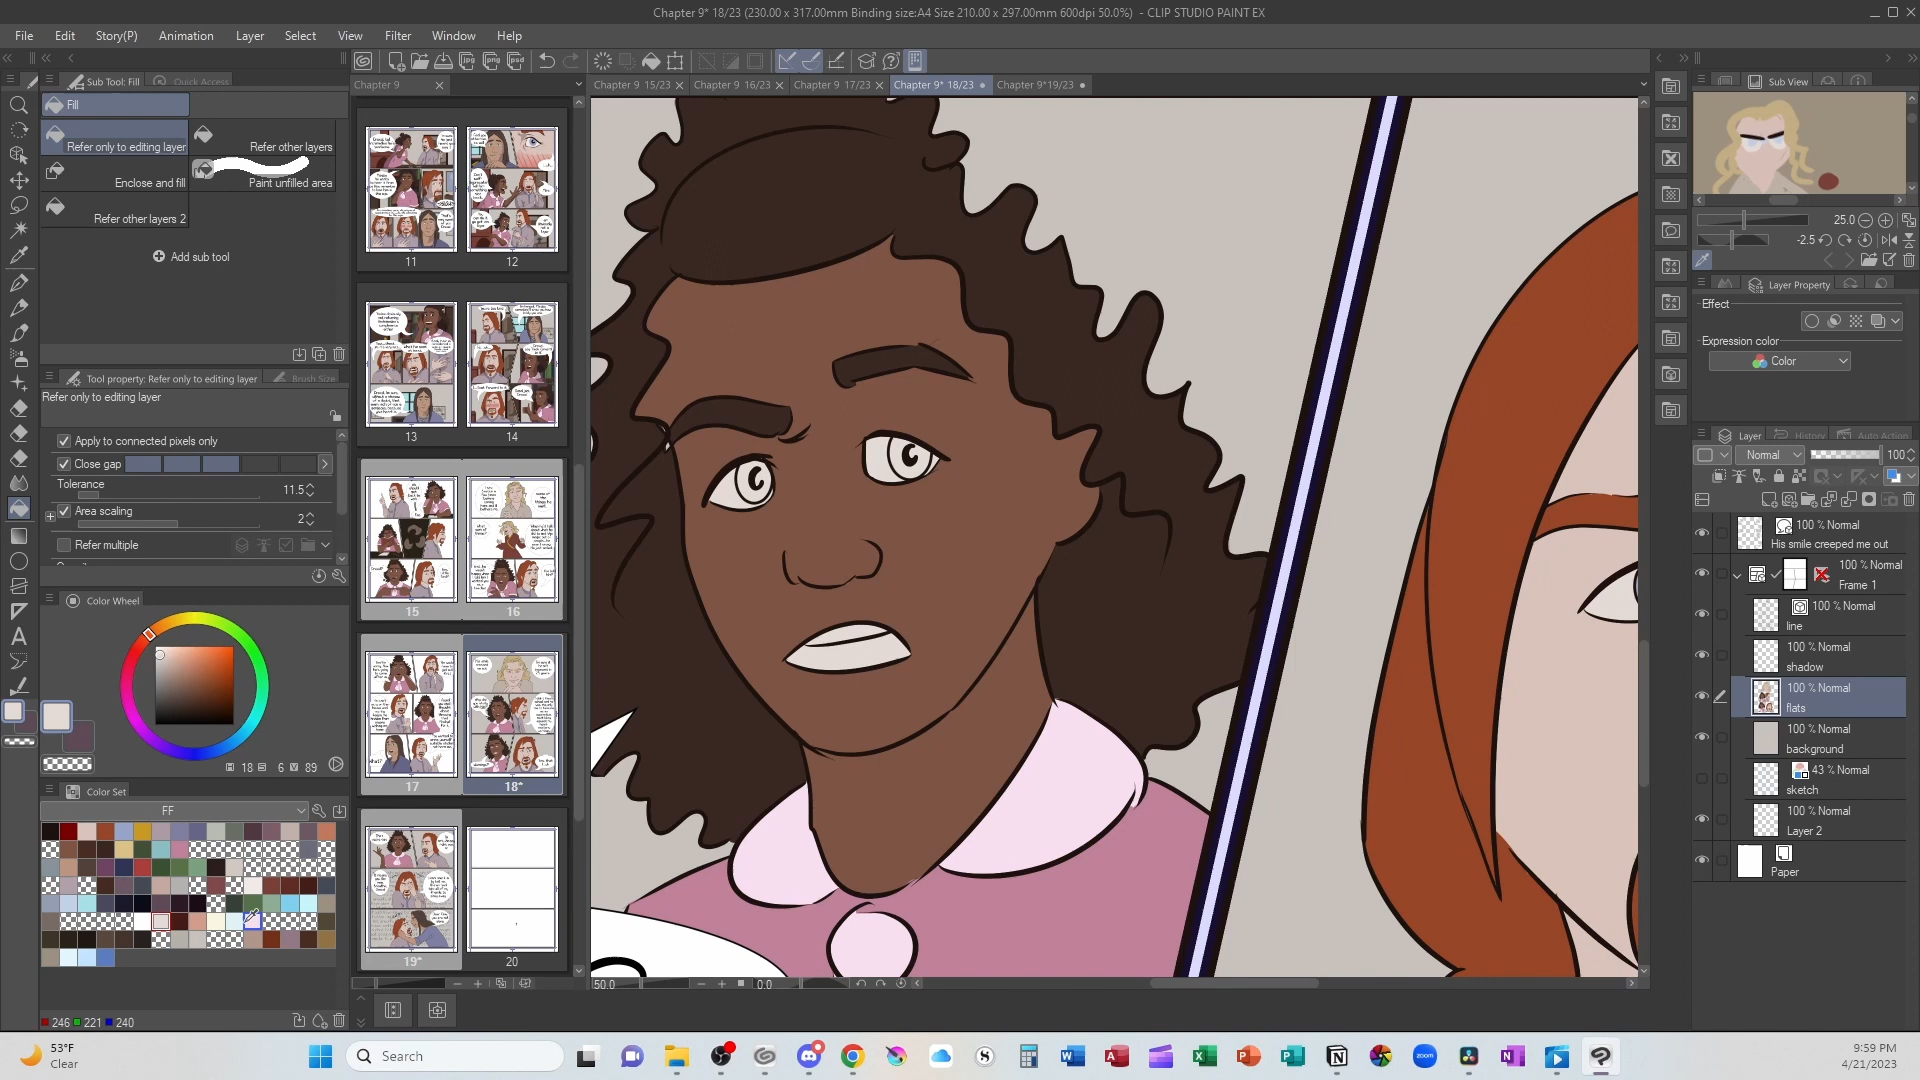 Chapter 9* 18/23 (230.00 x 317.00mm Binding size:A4 Size 210.00 x 297.00mm 600dpi 50.0%) - CLIP STUDIO PAINT EX
File Edit Story(P) Animation Layer Select View Filter Window Help
Sub Tool: Fill Quick Access
Fill
Refer only to editing layer Refer other layers
Enclose and fill Paint unfilled area
Refer other layers 2
Add sub tool
Tool property: Refer only to editing layer Brush Size
Refer only to editing layer
Apply to connected pixels only
Close gap
Tolerance
11.5
Area scaling
2
Refer multiple
Color Wheel
18 6 89
Color Set
FF
246 221 240
Chapter 9
11 12
13 14
15 16
17 18*
19* 20
Chapter 9 15/23 Chapter 9 16/23 Chapter 9 17/23 Chapter 9* 18/23 Chapter 9*19/23
50.0 0.0
Sub View
25.0
-2.5
Layer Property
Effect
Expression color
Color
Layer History Auto Action
Normal 100
100 % Normal
His smile creeped me out
100 % Normal
Frame 1
100 % Normal
line
100 % Normal
shadow
100 % Normal
flats
100 % Normal
background
43 % Normal
sketch
100 % Normal
Layer 2
Paper
53°F
Clear
Search
zoom
9:59 PM
4/21/2023